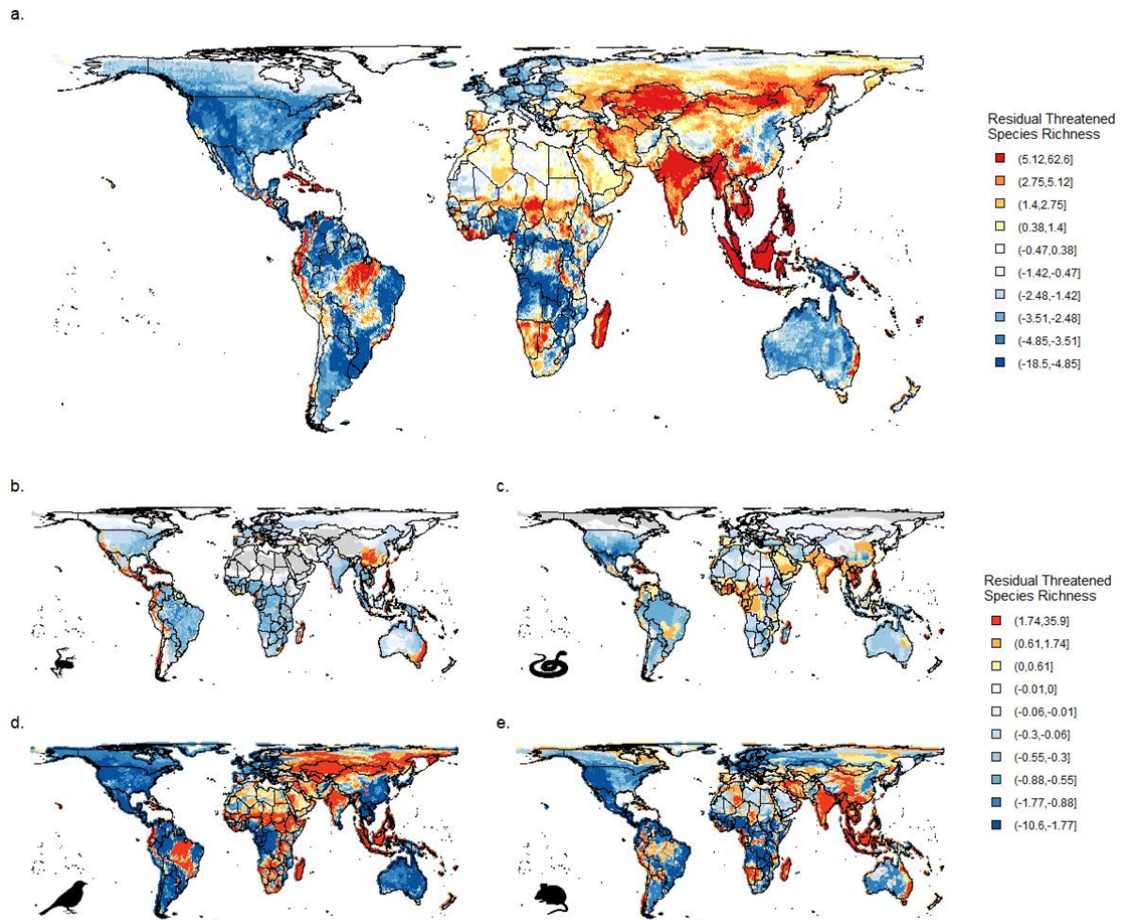 a.
Residual Threatened
Species Richness
(5.12,62.6]
(2.75,5.12]
(1.4,2.75]
(0.38,1.4]
(-0.47,0.38]
(-1.42,-0.47]
(-2.48,-1.42]
(-3.51,-2.48]
(-4.85,-3.51]
(-18.5,-4.85]
b.
c.
Residual Threatened
Species Richness
(1.74,35.9]
(0.61,1.74]
(0,0.61]
(-0.01,0]
(-0.06,-0.01]
(-0.3,-0.06]
(-0.55,-0.3]
(-0.88,-0.55]
(-1.77,-0.88]
(-10.6,-1.77]
d.
e.